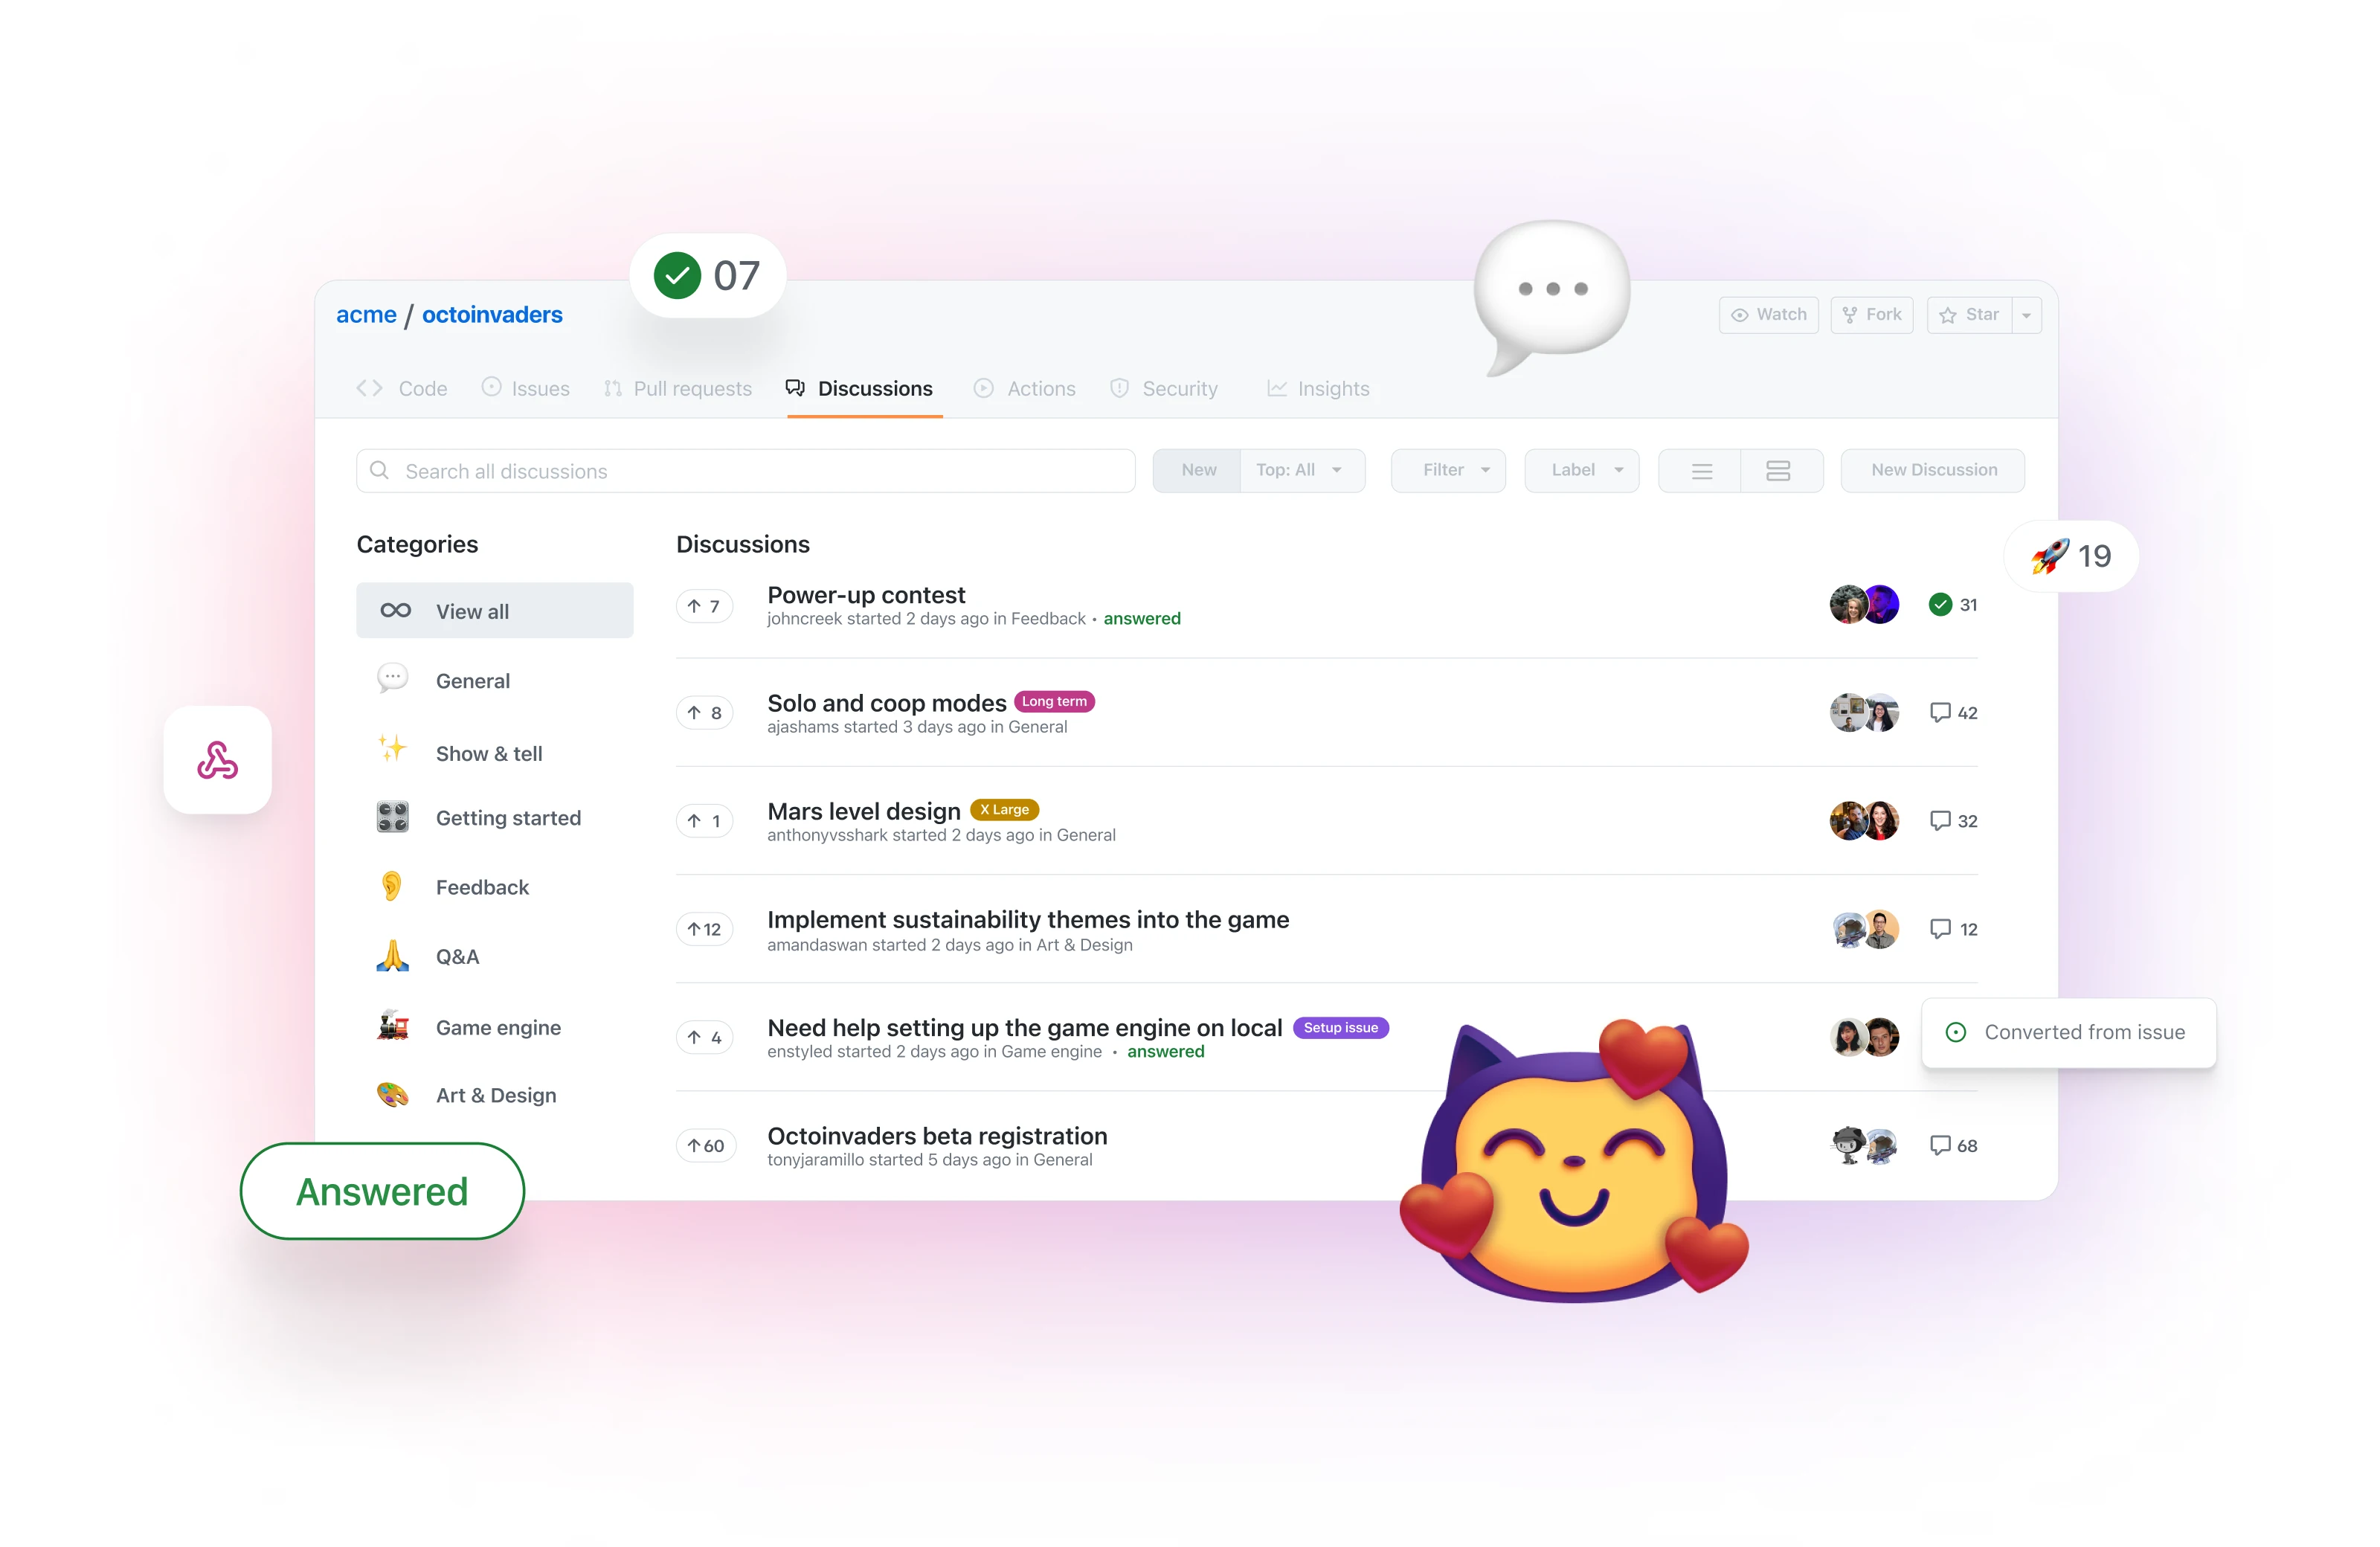 07
acme / octoinvaders
Watch Fork Star
Code Issues Pull requests Discussions Actions Security Insights
Search all discussions New Top: All Filter Label New Discussion
19
Categories
View all
General
Show & tell
Getting started
Feedback
Q&A
Game engine
Art & Design
Discussions
7 Power-up contest 31
johncreek started 2 days ago in Feedback · answered
8 Solo and coop modes Long term 42
ajashams started 3 days ago in General
1 Mars level design X Large 32
anthonyvsshark started 2 days ago in General
12 Implement sustainability themes into the game 12
amandaswan started 2 days ago in Art & Design
4 Need help setting up the game engine on local Setup issue
enstyled started 2 days ago in Game engine · answered
Converted from issue
60 Octoinvaders beta registration 68
tonyjaramillo started 5 days ago in General
Answered